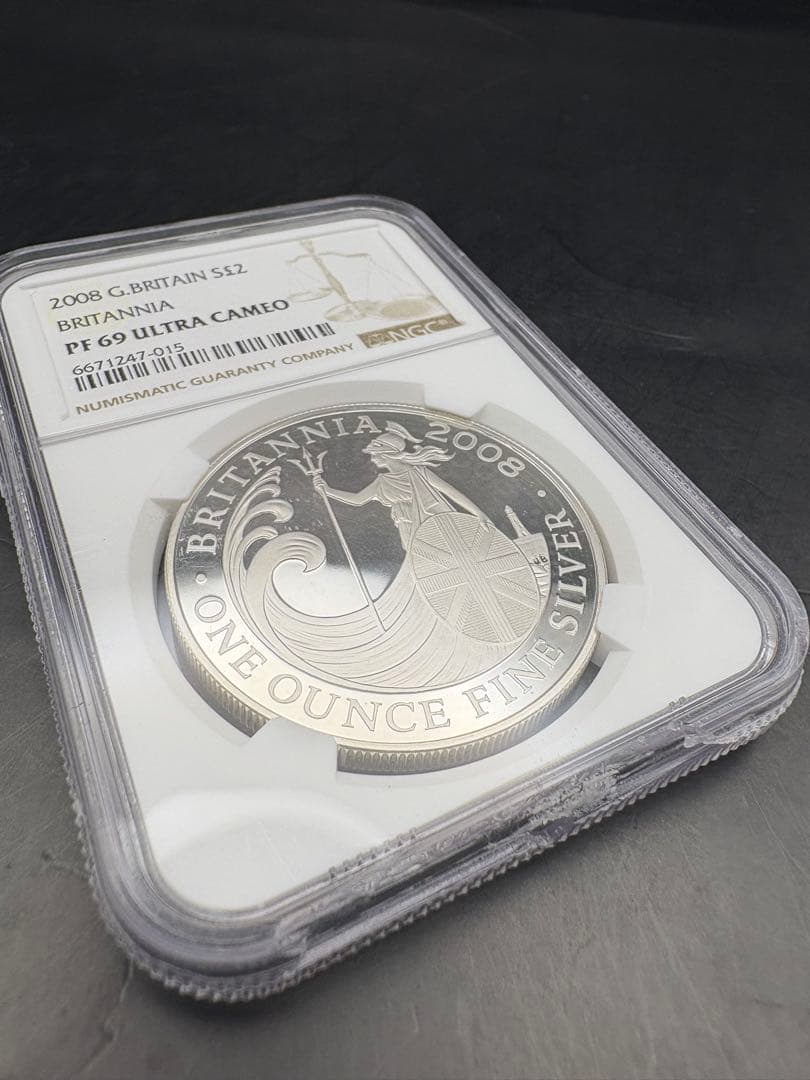 2008 G.BRITAIN S£2
BRITANNIA
PF 69 ULTRA CAMEO
6671247-015
NUMISMATIC GUARANTY COMPANY
NGC®
· BRITANNIA 2008 ·
ONE OUNCE FINE SILVER